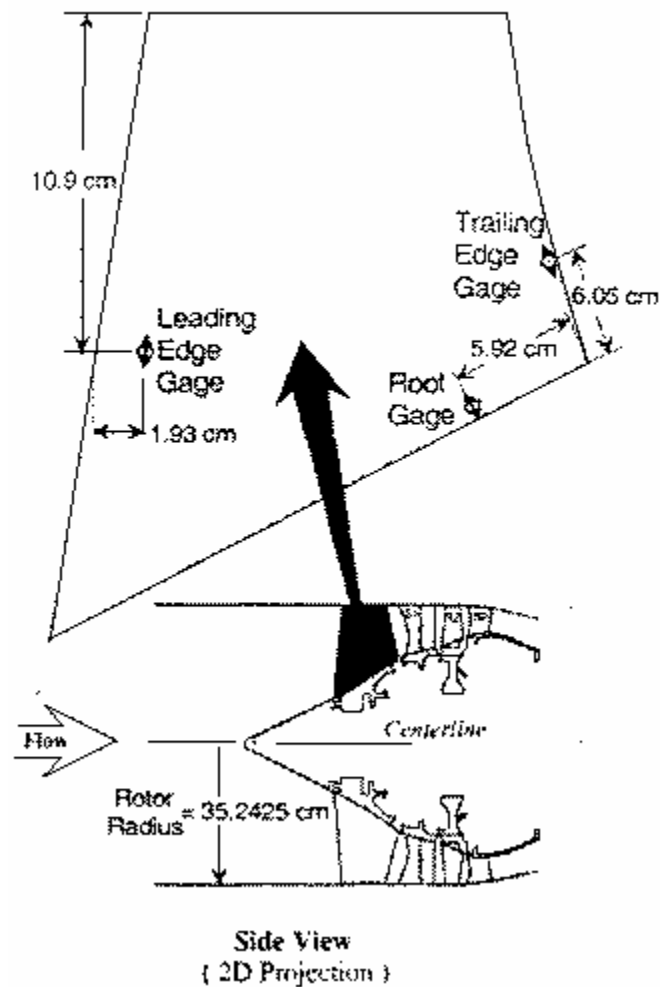 10.9 cm
Trailing
Edge
Gage
6.05 cm
Leading
Edge
Gage
5.92 cm
Root
Gage
1.93 cm
Flow
Centerline
Rotor
Radius
= 35.2425 cm
Side View
( 2D Projection )